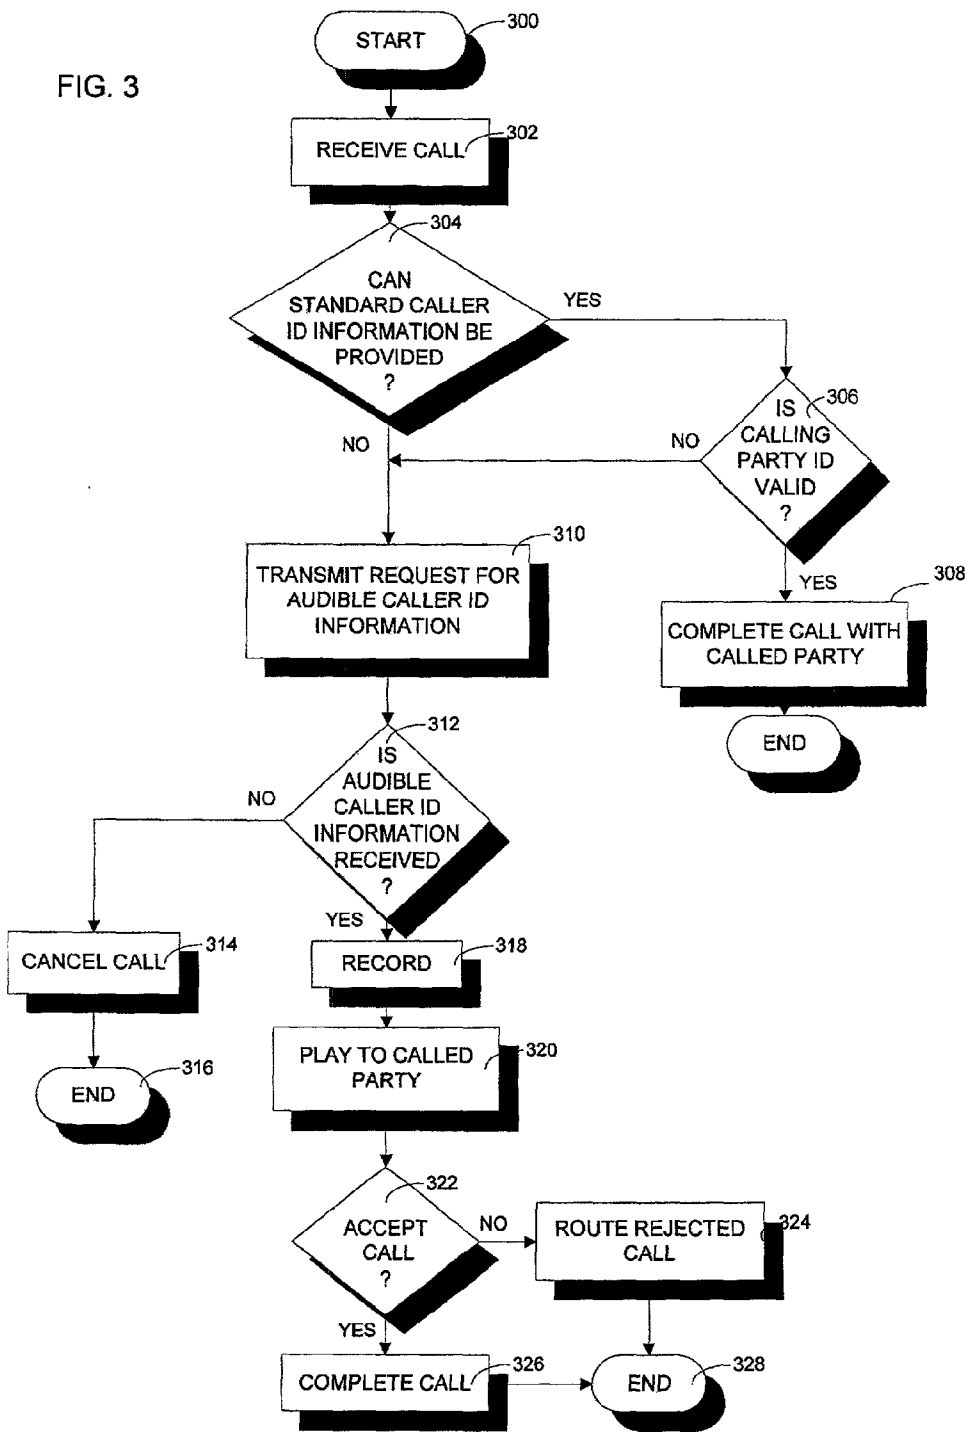 300
START
FIG. 3
302
RECEIVE CALL
304
CAN
STANDARD CALLER
ID INFORMATION BE
PROVIDED
?
YES
NO
306
IS
CALLING
PARTY ID
VALID
?
NO
YES
308
COMPLETE CALL WITH
CALLED PARTY
END
310
TRANSMIT REQUEST FOR
AUDIBLE CALLER ID
INFORMATION
312
IS
AUDIBLE
CALLER ID
INFORMATION
RECEIVED
?
NO
YES
314
CANCEL CALL
316
END
318
RECORD
320
PLAY TO CALLED
PARTY
322
ACCEPT
CALL
?
NO
YES
324
ROUTE REJECTED
CALL
326
COMPLETE CALL
328
END